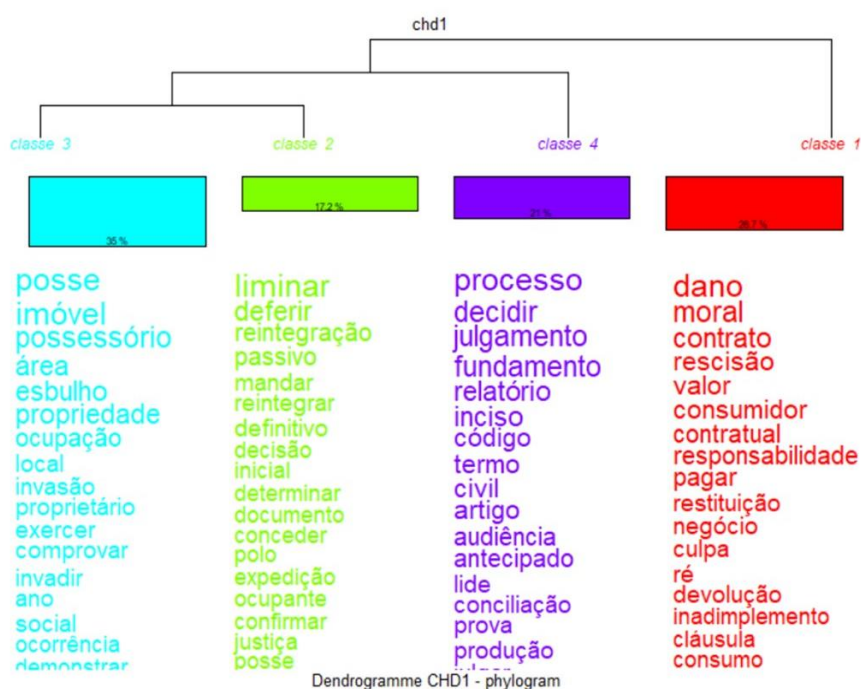 chd1
classe 3
classe 2
classe 4
classe 1
35 %
17.2 %
21 %
26.7 %
posse
imóvel
possessório
área
esbulho
propriedade
ocupação
local
invasão
proprietário
exercer
comprovar
invadir
ano
social
ocorrência
demonstrar
liminar
deferir
reintegração
passivo
mandar
reintegrar
definitivo
decisão
inicial
determinar
documento
conceder
polo
expedição
ocupante
confirmar
justiça
posse
processo
decidir
julgamento
fundamento
relatório
inciso
código
termo
civil
artigo
audiência
antecipado
lide
conciliação
prova
produção
dano
moral
contrato
rescisão
valor
consumidor
contratual
responsabilidade
pagar
restituição
negócio
culpa
ré
devolução
inadimplemento
cláusula
consumo
Dendrogramme CHD1 - phylogram